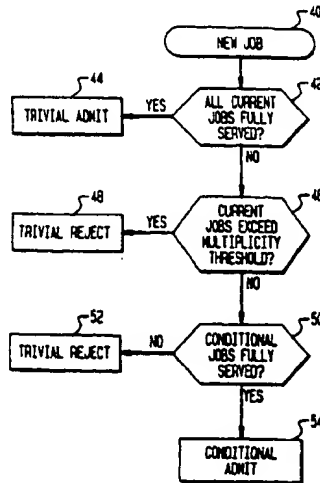 40
NEW JOB
44
42
ALL CURRENT
JOBS FULLY
SERVED?
YES
TRIVIAL ADMIT
NO
48
46
CURRENT
JOBS EXCEED
MULTIPLICITY
THRESHOLD?
YES
TRIVIAL REJECT
NO
52
50
CONDITIONAL
JOBS FULLY
SERVED?
NO
TRIVIAL REJECT
YES
54
CONDITIONAL
ADMIT